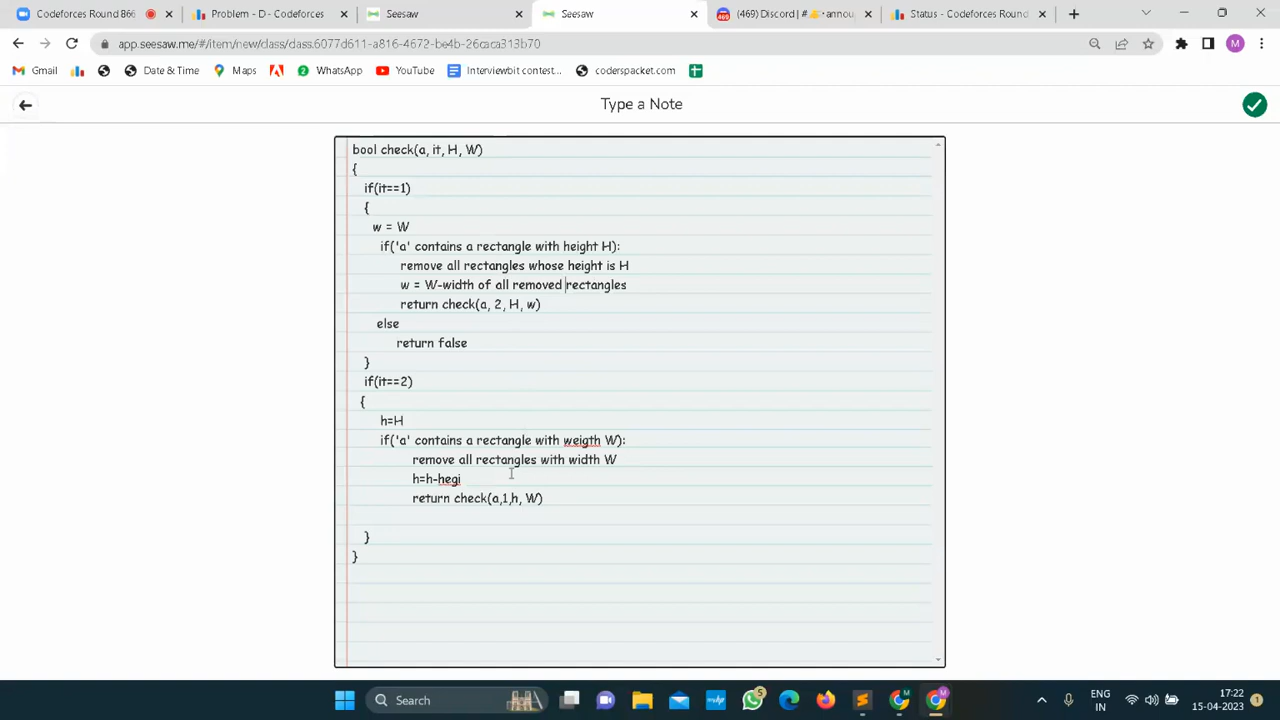 Codeforces Round 866
Problem - D - Codeforces
Seesaw
Seesaw
(469) Discord | # 👉•annou
Status - Codeforces Round
app.seesaw.me/#/item/new/class/class.6077d611-a816-4672-be4b-26caca313b70
M
Gmail
Date & Time
Maps
WhatsApp
YouTube
Interviewbit contest...
coderspacket.com
Type a Note
bool check(a, it, H, W)
{
if(it==1)
{
w = W
if('a' contains a rectangle with height H):
remove all rectangles whose height is H
w = W-width of all removed rectangles
return check(a, 2, H, w)
else
return false
}
if(it==2)
{
h=H
if('a' contains a rectangle with weigth W):
remove all rectangles with width W
h=h-hegi
return check(a,1,h, W)
}
}
Search
5
ENG
IN
17:22
15-04-2023
1